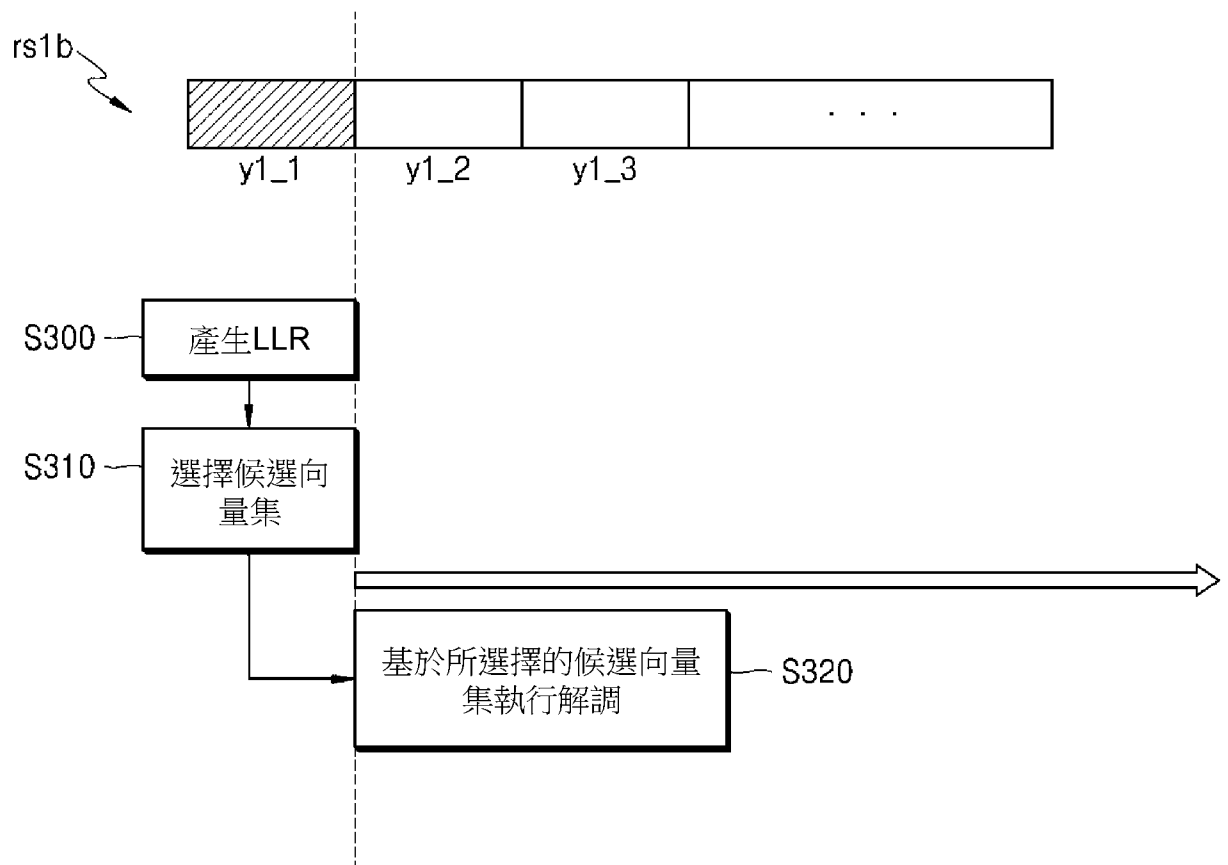 rs1b
. . .
y1_1
y1_2
y1_3
S300
產生LLR
S310
選擇候選向
量集
基於所選擇的候選向量
集執行解調
S320